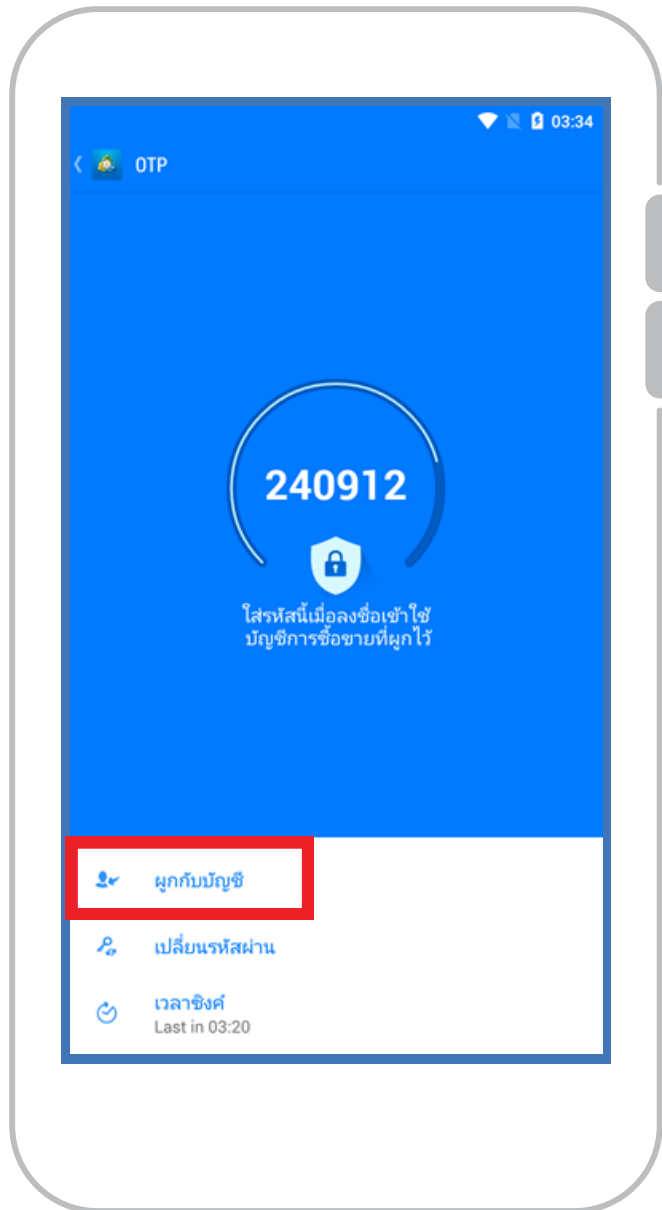 03:34
OTP
240912
ใส่รหัสนี้เมื่อลงชื่อเข้าใช้
บัญชีการซื้อขายที่ผูกไว้
ผูกกับบัญชี
เปลี่ยนรหัสผ่าน
เวลาซิงค์
Last in 03:20